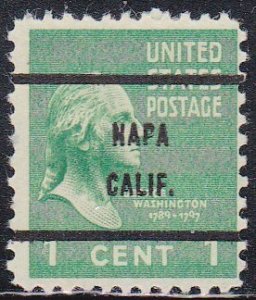 UNITED
STATES
POSTAGE
NAPA
CALIF.
WASHINGTON
1789-1797
1 CENT 1